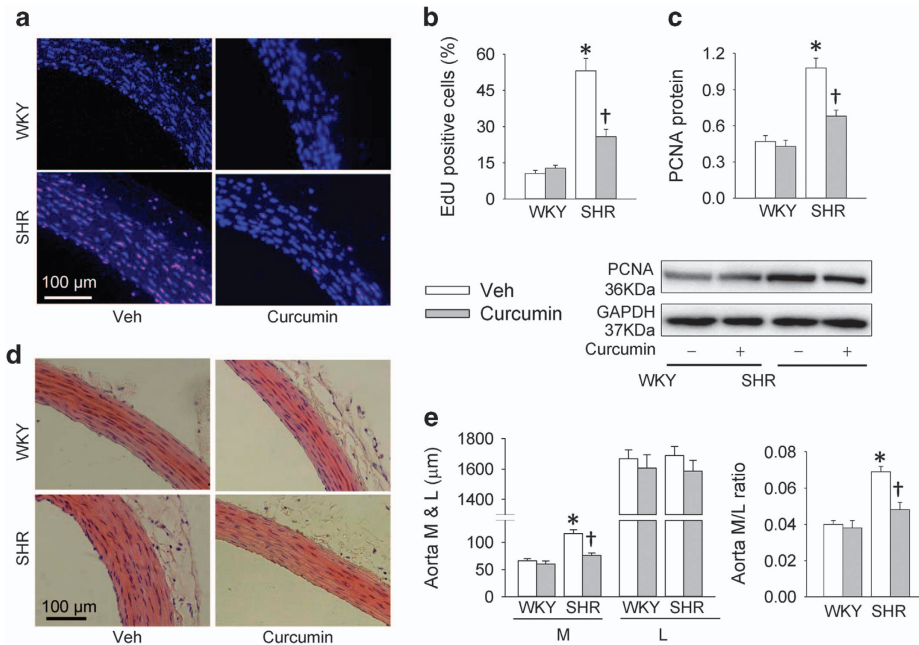 a
WKY
SHR
100 µm
Veh
Curcumin
b
EdU positive cells (%)
60
45
30
15
0
*
†
WKY
SHR
c
PCNA protein
1.2
0.9
0.6
0.3
0.0
*
†
WKY
SHR
Veh
Curcumin
PCNA
36KDa
GAPDH
37KDa
Curcumin
– + – +
WKY
SHR
d
WKY
SHR
100 µm
Veh
Curcumin
e
Aorta M & L (µm)
1800
1600
1400
100
50
0
*
†
WKY SHR WKY SHR
M
L
Aorta M/L ratio
0.08
0.06
0.04
0.02
0.00
*
†
WKY SHR